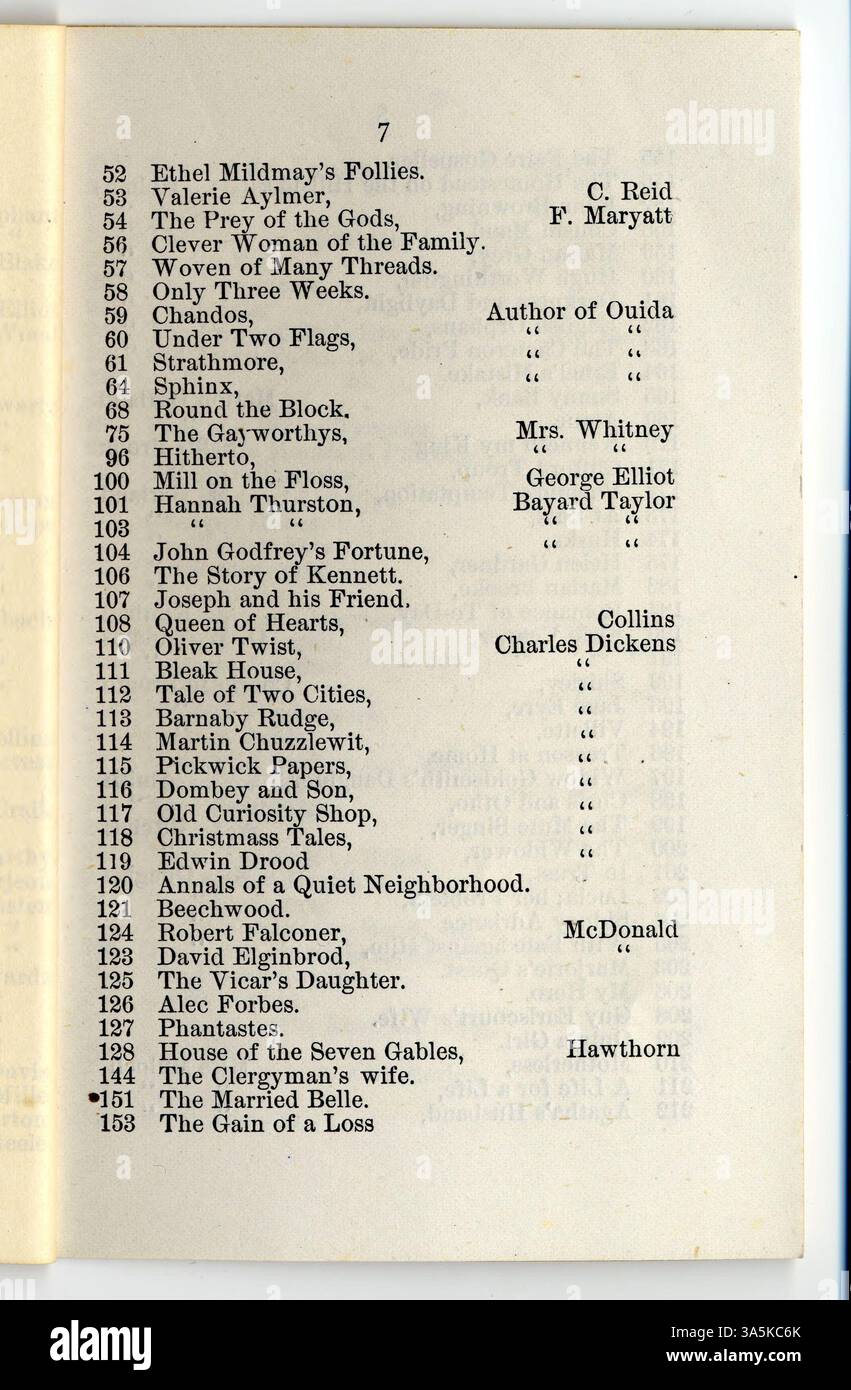 7
52 Ethel Mildmay's Follies.
53 Valerie Aylmer, C. Reid
54 The Prey of the Gods, F. Maryatt
56 Clever Woman of the Family.
57 Woven of Many Threads.
58 Only Three Weeks.
59 Chandos, Author of Ouida
60 Under Two Flags, “ “
61 Strathmore, “ “
64 Sphinx, “ “
68 Round the Block.
75 The Gayworthys, Mrs. Whitney
96 Hitherto, “ “
100 Mill on the Floss, George Elliot
101 Hannah Thurston, Bayard Taylor
103 “ “ “ “
104 John Godfrey's Fortune, “ “
106 The Story of Kennett.
107 Joseph and his Friend.
108 Queen of Hearts, Collins
110 Oliver Twist, Charles Dickens
111 Bleak House, “
112 Tale of Two Cities, “
113 Barnaby Rudge, “
114 Martin Chuzzlewit, “
115 Pickwick Papers, “
116 Dombey and Son, “
117 Old Curiosity Shop, “
118 Christmass Tales, “
119 Edwin Drood “
120 Annals of a Quiet Neighborhood.
121 Beechwood.
124 Robert Falconer, McDonald
123 David Elginbrod, “
125 The Vicar's Daughter.
126 Alec Forbes.
127 Phantastes.
128 House of the Seven Gables, Hawthorn
144 The Clergyman's wife.
151 The Married Belle.
153 The Gain of a Loss
alamy
Image ID: 3A5KC6K
www.alamy.com